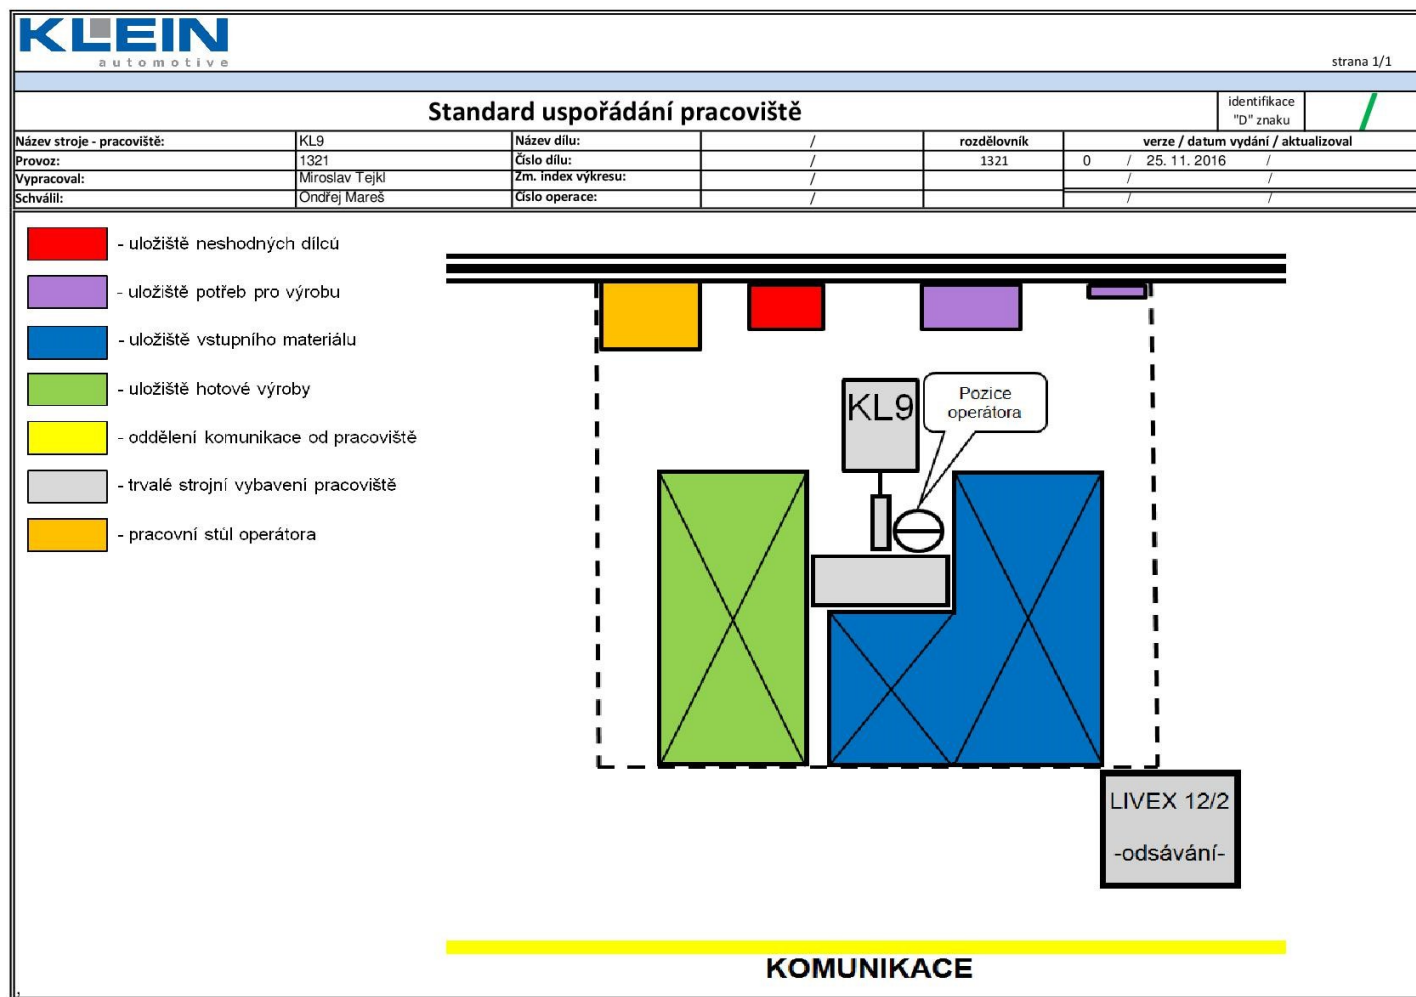 KLEIN
automotive
strana 1/1
Standard uspořádání pracoviště
identifikace
"D" znaku
/
Název stroje - pracoviště: KL9 Název dílu: / rozdělovník verze / datum vydání / aktualizoval
Provoz: 1321 Číslo dílu: / 1321 0 / 25. 11. 2016 /
Vypracoval: Miroslav Tejkl Zm. index výkresu: / / /
Schválil: Ondřej Mareš Číslo operace: / / /
- uložiště neshodných dílcú
- uložiště potřeb pro výrobu
- uložiště vstupního materiálu
- uložiště hotové výroby
- oddělení komunikace od pracoviště
- trvalé strojní vybavení pracoviště
- pracovní stůl operátora
KL9
Pozice
operátora
LIVEX 12/2
-odsávání-
KOMUNIKACE